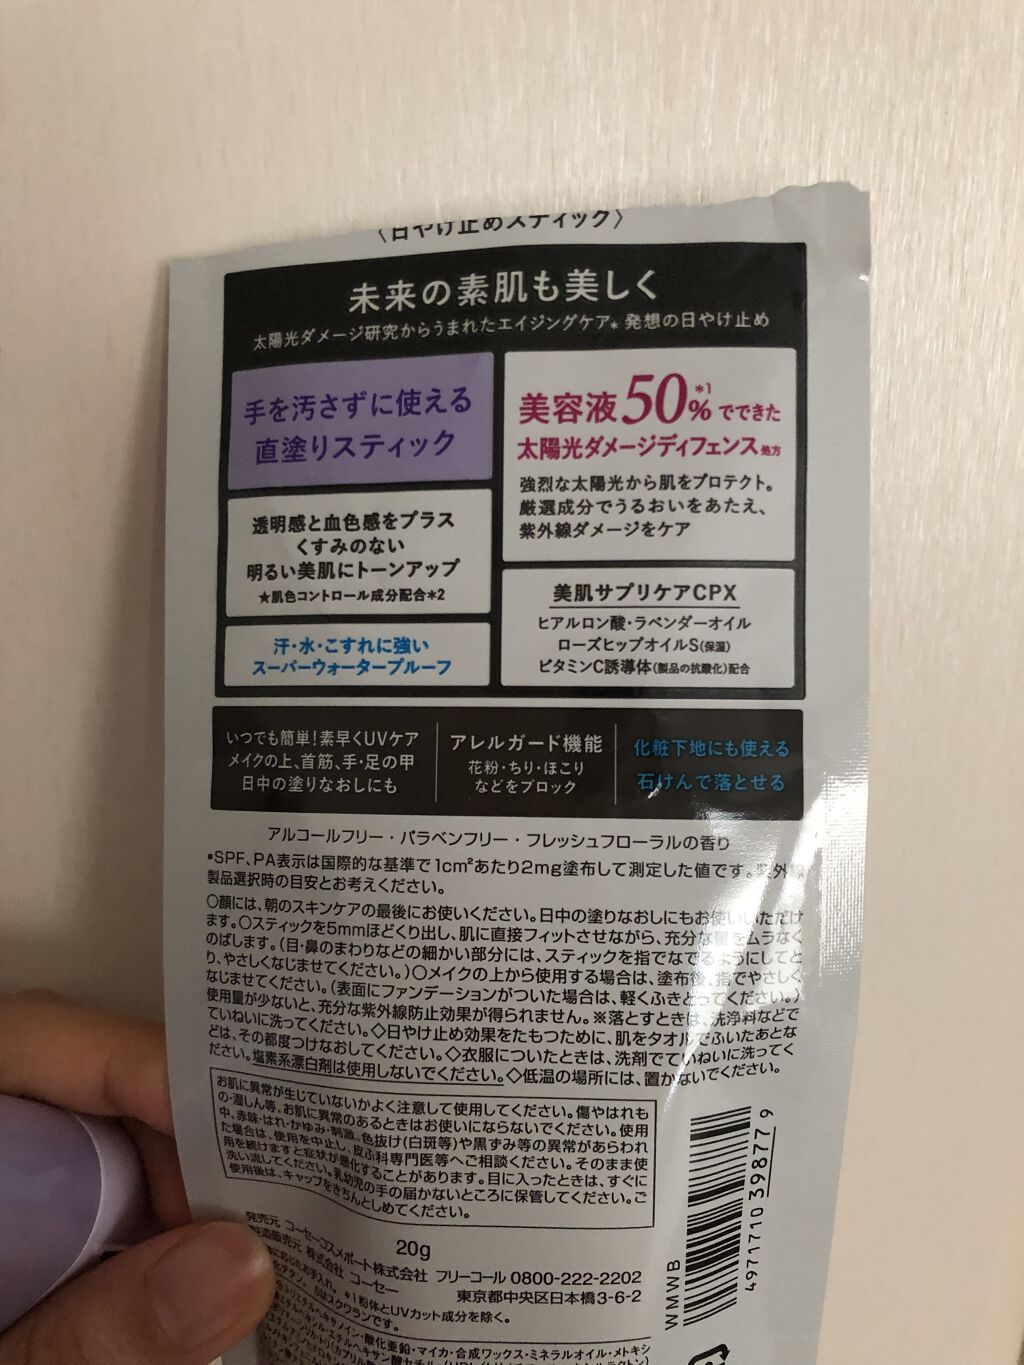 〈日やけ止めスティック〉
未来の素肌も美しく
太陽光ダメージ研究からうまれたエイジングケア* 発想の日やけ止め
手を汚さずに使える
直塗りスティック
透明感と血色感をプラス
くすみのない
明るい美肌にトーンアップ
★肌色コントロール成分配合*2
汗・水・こすれに強い
スーパーウォータープルーフ
美容液50%*1でできた
太陽光ダメージディフェンス処方
強烈な太陽光から肌をプロテクト。
厳選成分でうるおいをあたえ、
紫外線ダメージをケア
美肌サプリケアCPX
ヒアルロン酸・ラベンダーオイル
ローズヒップオイルS(保湿)
ビタミンC誘導体(製品の抗酸化)配合
いつでも簡単!素早くUVケア
メイクの上、首筋、手・足の甲
日中の塗りなおしにも
アレルガード機能
花粉・ちり・ほこり
などをブロック
化粧下地にも使える
石けんで落とせる
アルコールフリー・パラベンフリー・フレッシュフローラルの香り
▪SPF、PA表示は国際的な基準で1cm²あたり2mg塗布して測定した値です。紫外線
製品選択時の目安とお考えください。
○顔には、朝のスキンケアの最後にお使いください。日中の塗りなおしにもお使いいただけ
ます。○スティックを5mmほどくり出し、肌に直接フィットさせながら、充分な量をムラなく
のばします。(目・鼻のまわりなどの細かい部分には、スティックを指でなでるようにしてと
り、やさしくなじませてください。)○メイクの上から使用する場合は、塗布後、指でやさしく
なじませてください。(表面にファンデーションがついた場合は、軽くふきとってください。)
使用量が少ないと、充分な紫外線防止効果が得られません。※落とすときは、洗浄料などで
ていねいに洗ってください。◇日やけ止め効果をたもつために、肌をタオルでふいたあとな
どは、その都度つけなおしてください。◇衣服についたときは、洗剤でていねいに洗ってく
ださい。塩素系漂白剤は使用しないでください。◇低温の場所には、置かないでください。
お肌に異常が生じていないかよく注意して使用してください。傷やはれも
の・湿しん等、お肌に異常のあるときはお使いにならないでください。使用
中、赤味・はれ・かゆみ・刺激、色抜け(白斑等)や黒ずみ等の異常があらわれ
た場合は、使用を中止し、皮ふ科専門医等へご相談ください。そのまま使
用を続けますと症状が悪化することがあります。目に入ったときは、すぐに
洗い流してください。乳幼児の手の届かないところに保管してください。ご
使用後は、キャップをきちんとしめてください。
20g
発売元 コーセーコスメポート株式会社 フリーコール 0800-222-2202
製造販売元 株式会社 コーセー 東京都中央区日本橋3-6-2
*1粉体とUVカット成分を除く。
スクワランです。
酸化亜鉛・マイカ・合成ワックス・ミネラルオイル・メトキシ
WMWB
4971710 39877 9